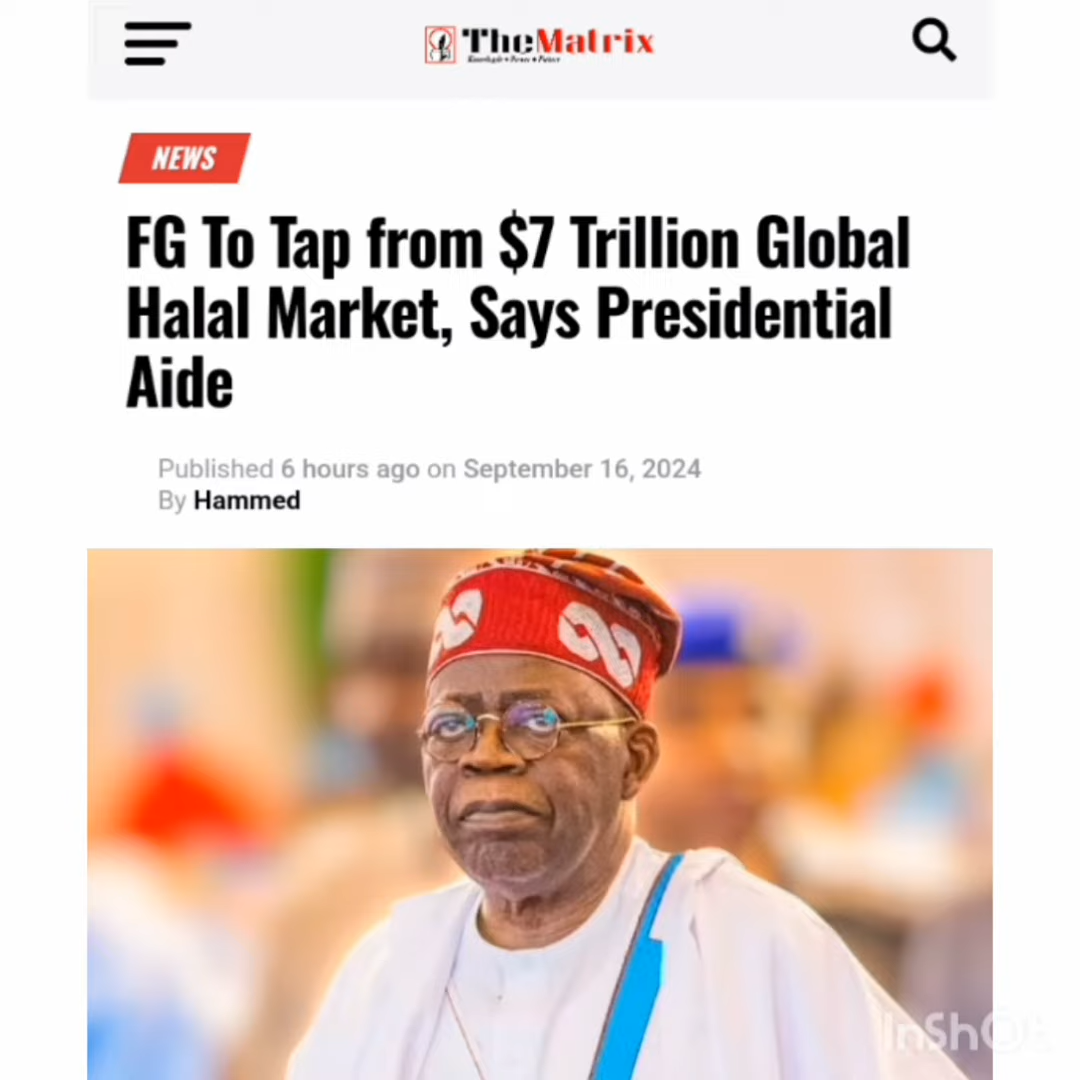 TheMatrix
NEWS
FG To Tap from $7 Trillion Global
Halal Market, Says Presidential
Aide
Published 6 hours ago on September 16, 2024
By Hammed
InShOt